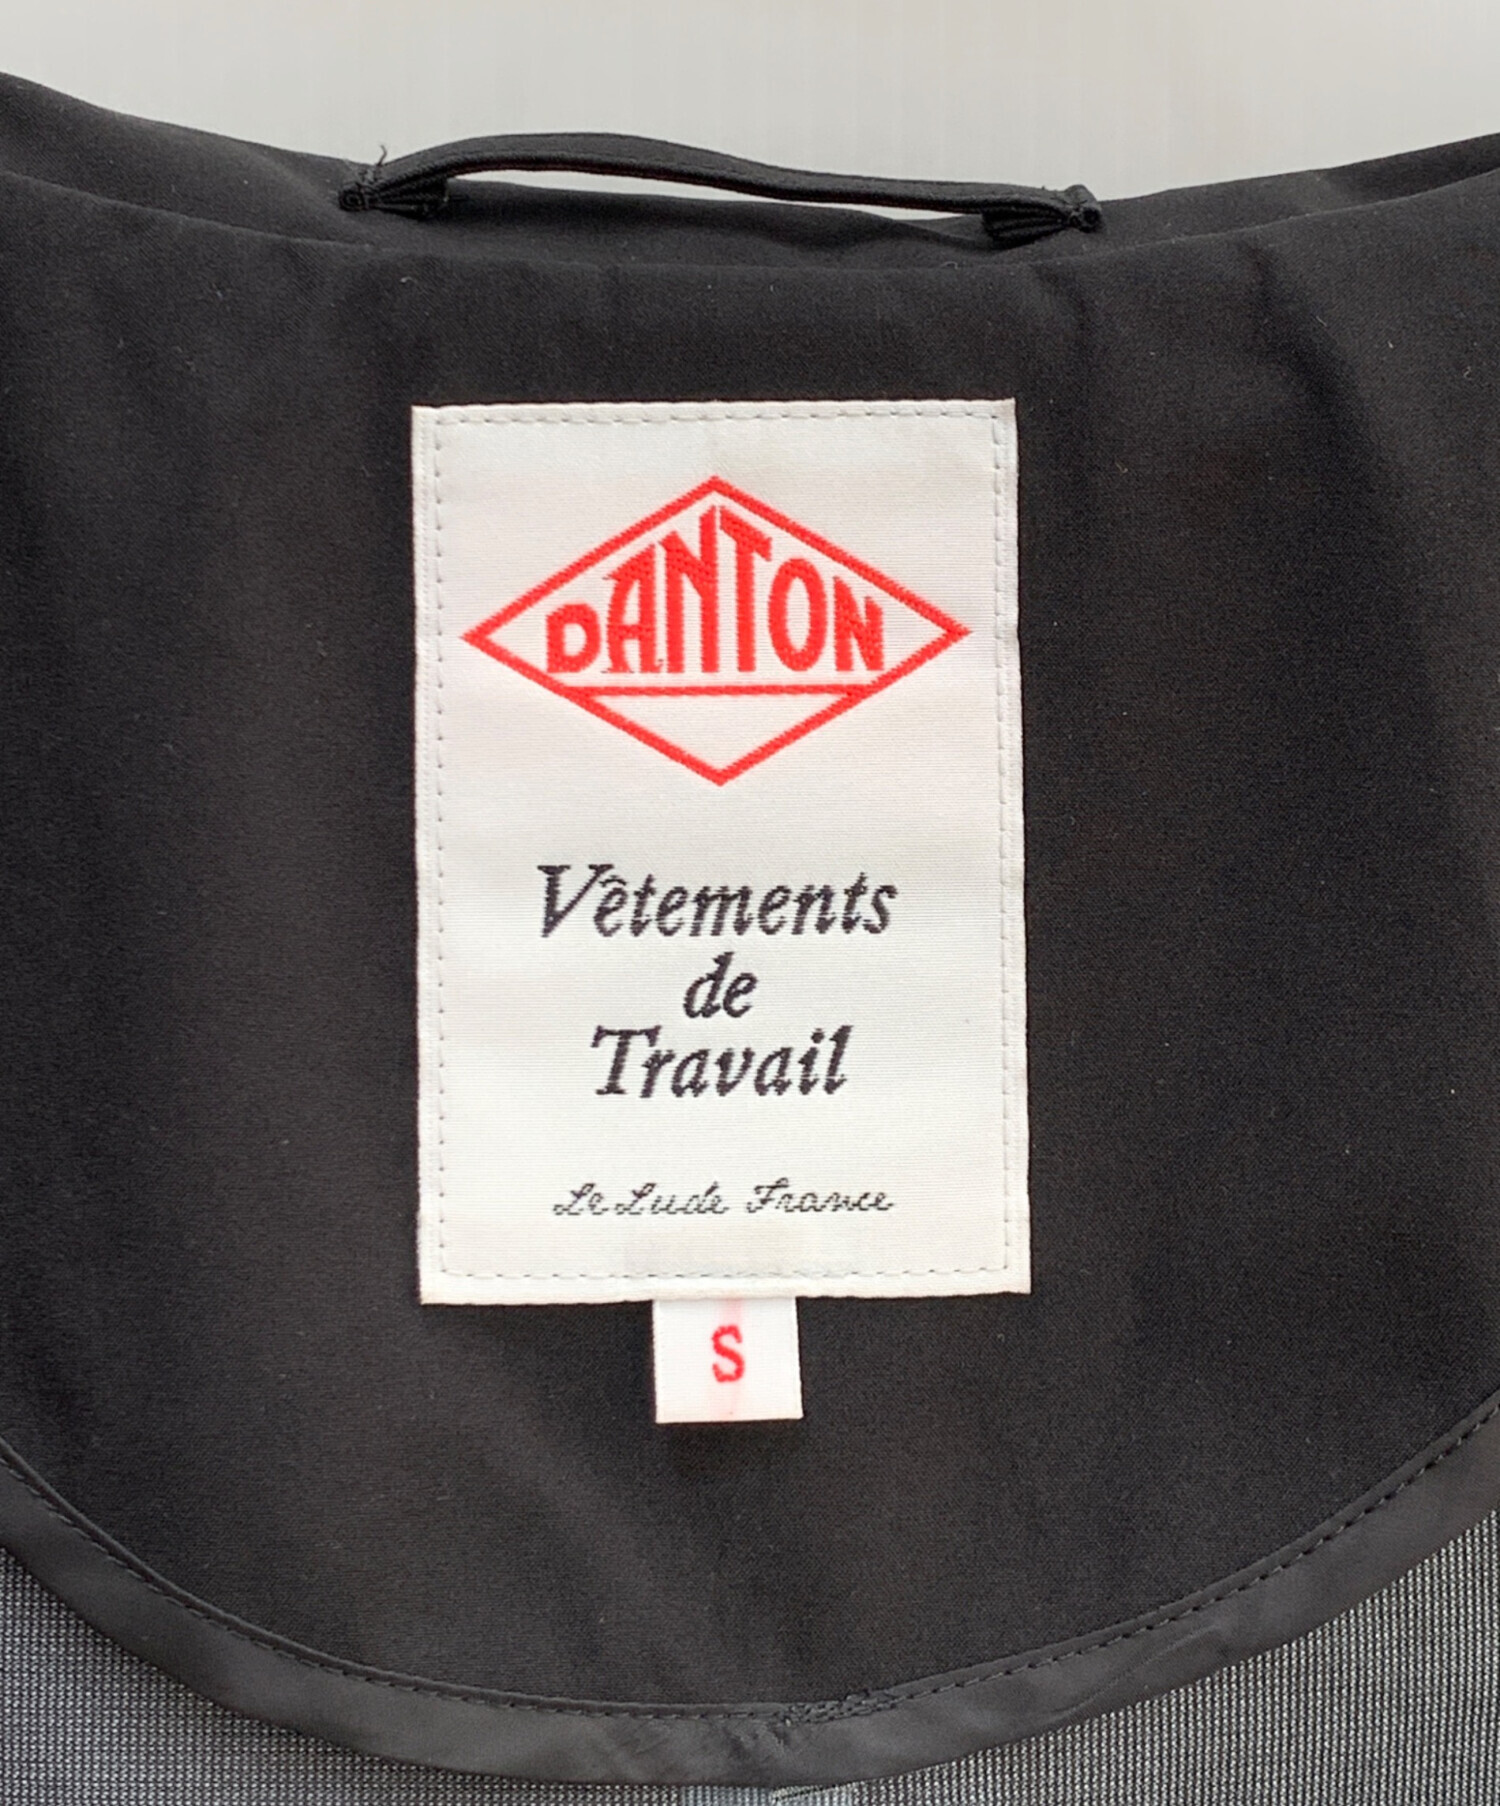 DANTON
Vêtements
de
Travail
Le Lude France
S